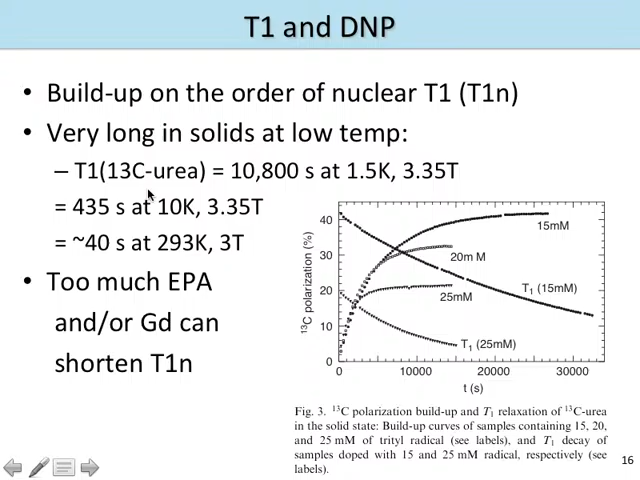 T1 and DNP
• Build-up on the order of nuclear T1 (T1n)
• Very long in solids at low temp:
– T1(13C-urea) = 10,800 s at 1.5K, 3.35T
= 435 s at 10K, 3.35T
= ~40 s at 293K, 3T
• Too much EPA
and/or Gd can
shorten T1n
¹³C polarization (%)
40
30
20
10
0
15mM
20m M
25mM
T₁ (15mM)
T₁ (25mM)
0 10000 20000 30000
t (s)
Fig. 3. ¹³C polarization build-up and T₁ relaxation of ¹³C-urea
in the solid state: Build-up curves of samples containing 15, 20,
and 25 mM of trityl radical (see labels), and T₁ decay of
samples doped with 15 and 25 mM radical, respectively (see
labels).
16